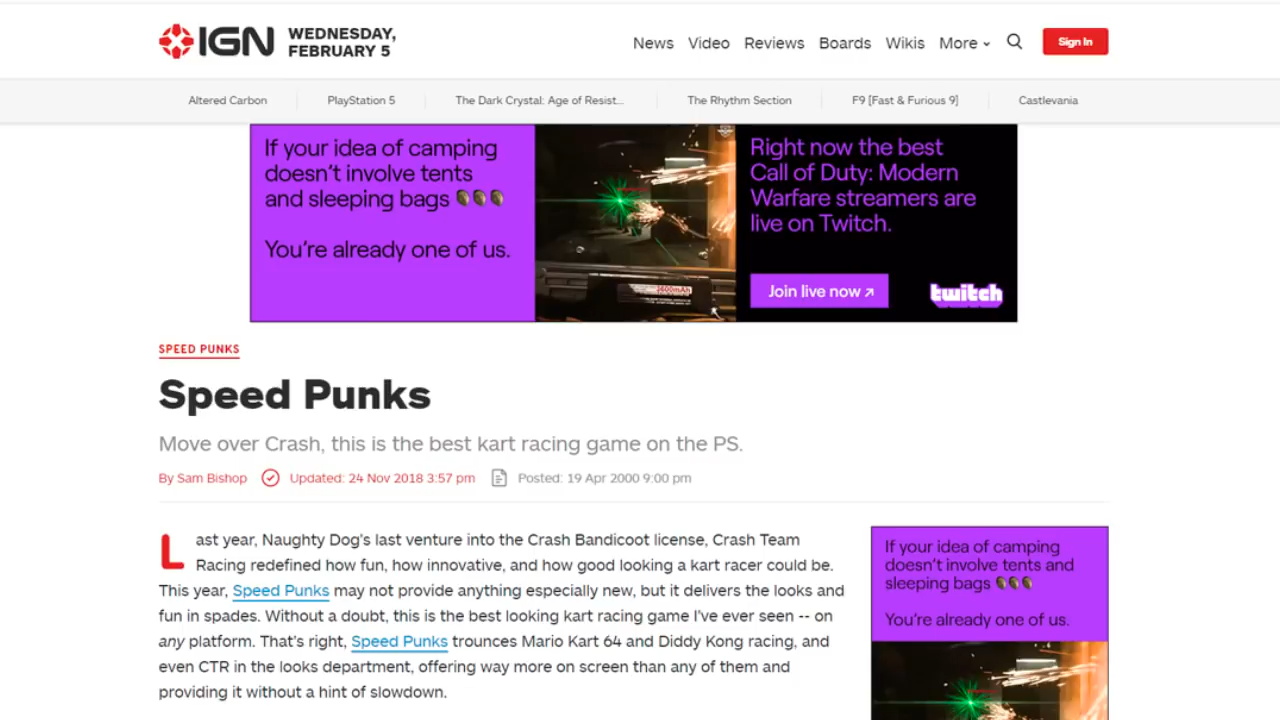 IGN
WEDNESDAY,
FEBRUARY 5
News Video Reviews Boards Wikis More
Sign In
Altered Carbon
PlayStation 5
The Dark Crystal: Age of Resist...
The Rhythm Section
F9 [Fast & Furious 9]
Castlevania
If your idea of camping
doesn't involve tents
and sleeping bags
You're already one of us.
3600mAh
Right now the best
Call of Duty: Modern
Warfare streamers are
live on Twitch.
Join live now ↗
twitch
SPEED PUNKS
Speed Punks
Move over Crash, this is the best kart racing game on the PS.
By Sam Bishop Updated: 24 Nov 2018 3:57 pm Posted: 19 Apr 2000 9:00 pm
Last year, Naughty Dog's last venture into the Crash Bandicoot license, Crash Team
Racing redefined how fun, how innovative, and how good looking a kart racer could be.
This year, Speed Punks may not provide anything especially new, but it delivers the looks and
fun in spades. Without a doubt, this is the best looking kart racing game I've ever seen -- on
any platform. That's right, Speed Punks trounces Mario Kart 64 and Diddy Kong racing, and
even CTR in the looks department, offering way more on screen than any of them and
providing it without a hint of slowdown.
If your idea of camping
doesn't involve tents and
sleeping bags
You're already one of us.